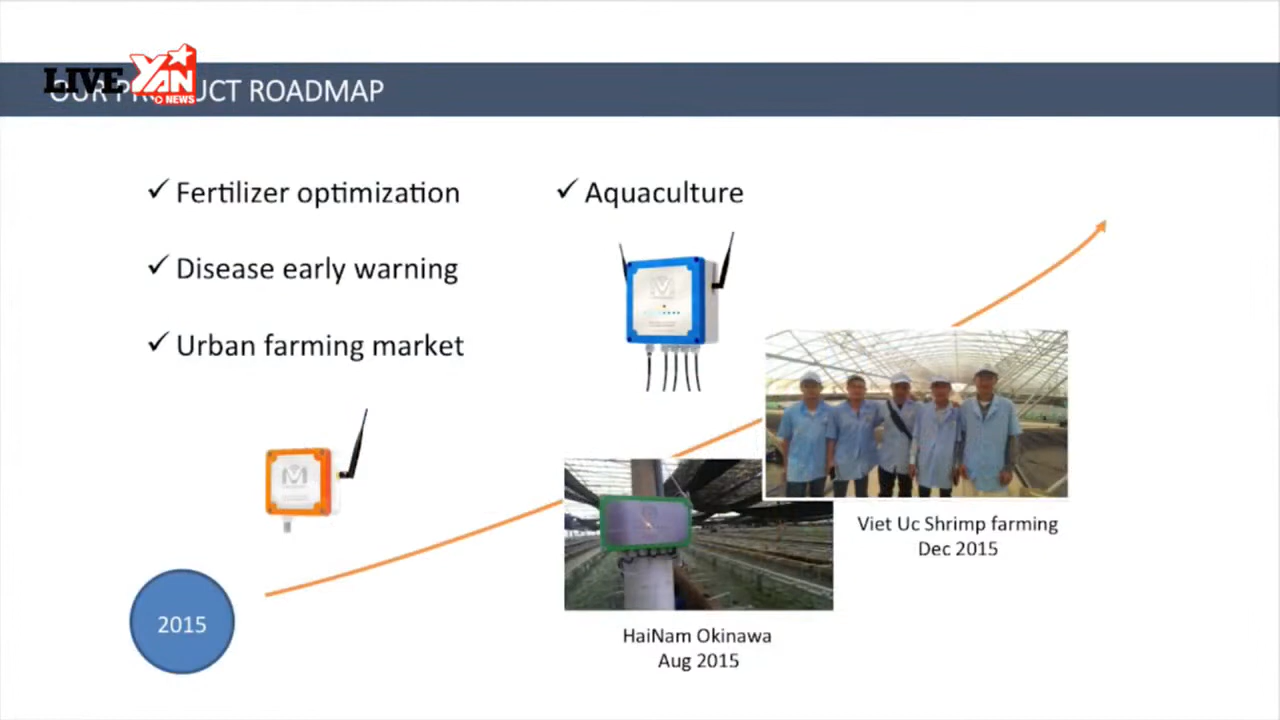 LIVE YAN NEWS
OUR PRODUCT ROADMAP
✓ Fertilizer optimization
✓ Aquaculture
✓ Disease early warning
✓ Urban farming market
Viet Uc Shrimp farming
Dec 2015
2015
HaiNam Okinawa
Aug 2015